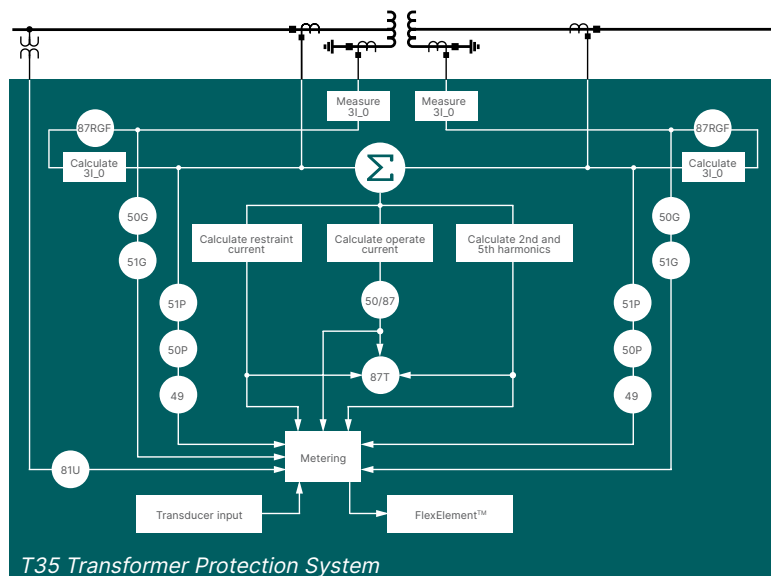 Measure
3I_0
Measure
3I_0
87RGF
87RGF
Calculate
3I_0
Σ
Calculate
3I_0
50G
50G
Calculate restraint
current
Calculate operate
current
Calculate 2nd and
5th harmonics
51G
51G
51P
50/87
51P
50P
50P
87T
49
49
Metering
81U
Transducer input
FlexElement™
T35 Transformer Protection System